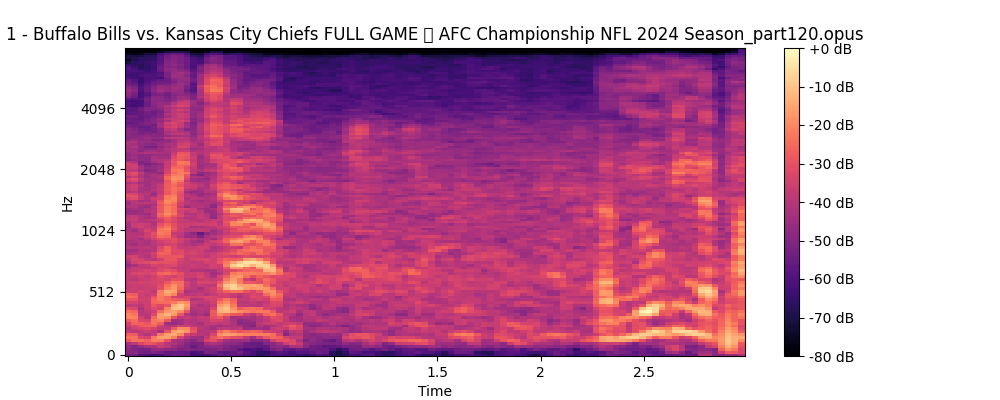 1 - Buffalo Bills vs. Kansas City Chiefs FULL GAME  AFC Championship NFL 2024 Season_part120.opus
+0 dB
-10 dB
4096
-20 dB
2048
-30 dB
Hz
-40 dB
1024
-50 dB
512
-60 dB
-70 dB
0
-80 dB
0 0.5 1 1.5 2 2.5
Time